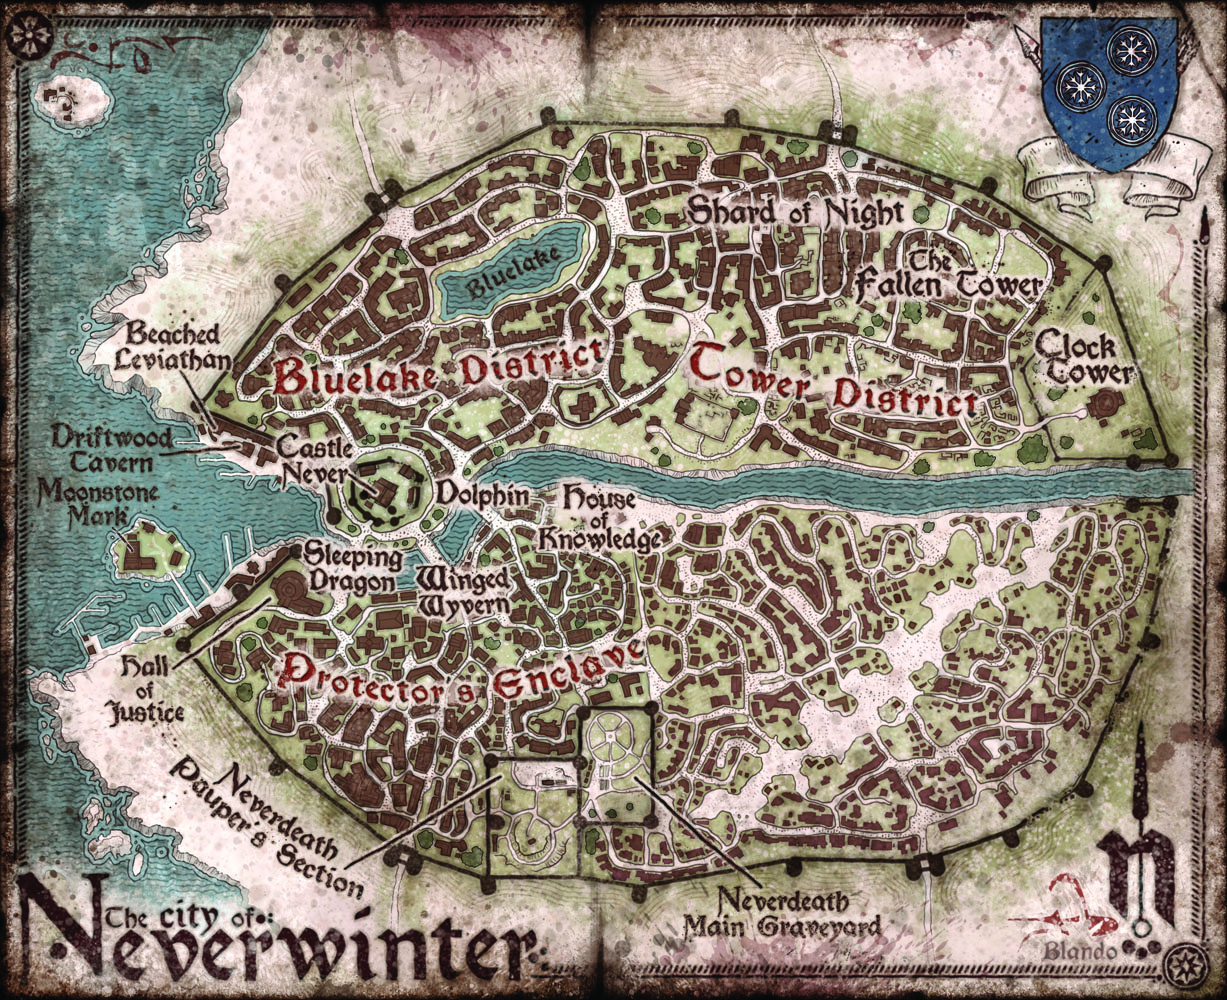 Shard of Night
The
Fallen Tower
Bluelake
Beached
Leviathan
Clock
Tower
Bluelake District
Tower District
Driftwood
Tavern
Castle
Never
Moonstone
Mark
Dolphin
House
of
Knowledge
Sleeping
Dragon
Winged
Wyvern
Hall
of
Justice
Protector's Enclave
Neverdeath
Pauper's Section
Neverdeath
Main Graveyard
The city of
Neverwinter
n
Blando